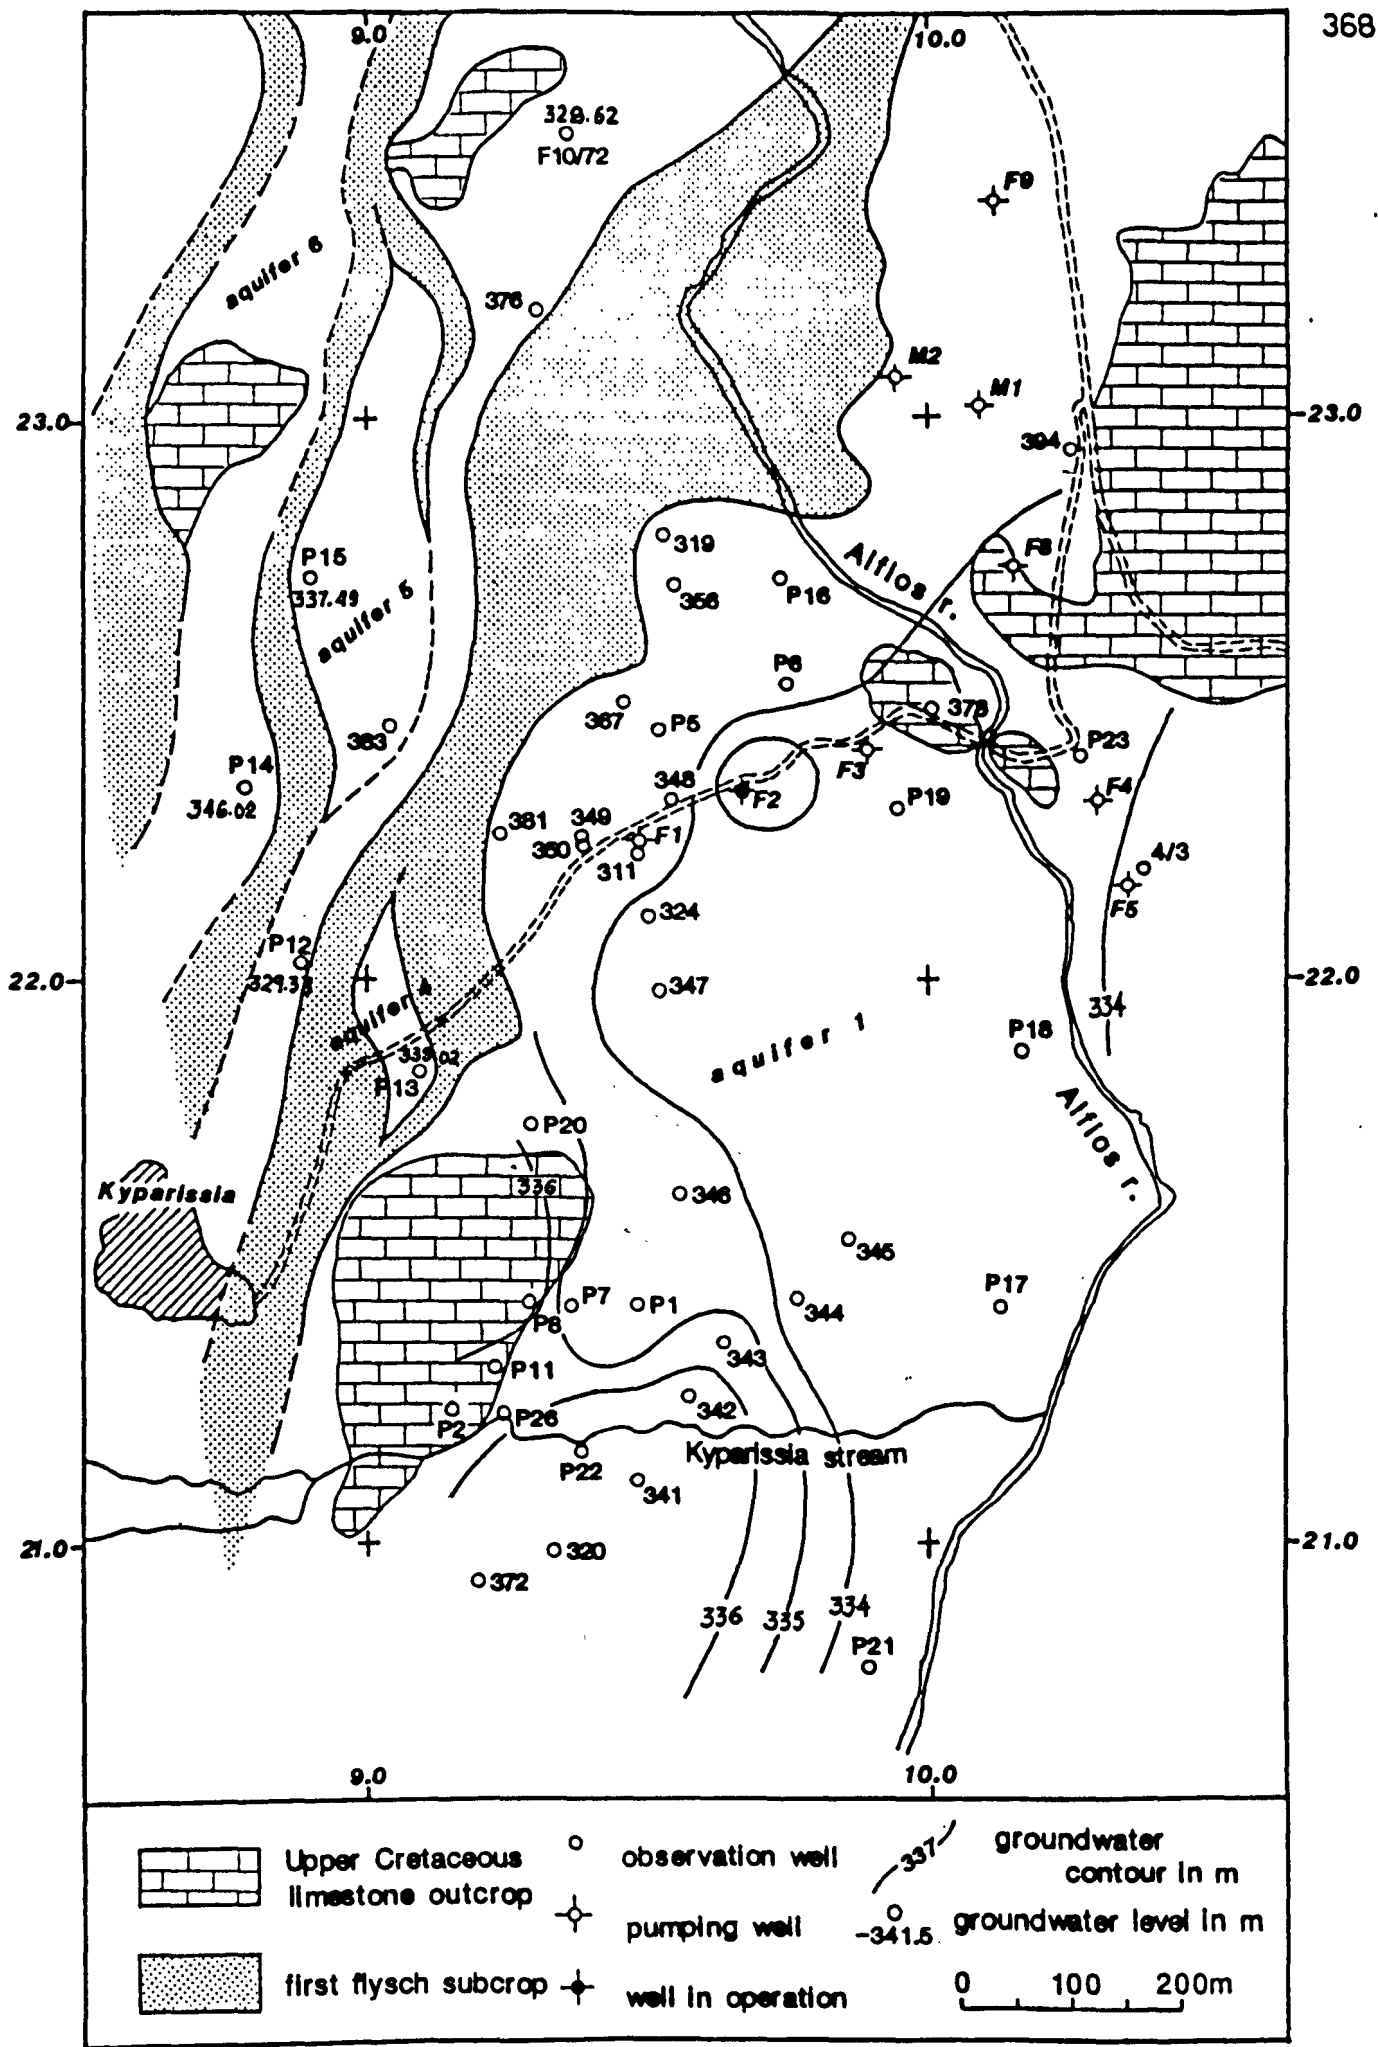 368
9.0
10.0
328.62
F10/72
F9
aquifer 6
376
M2
M1
23.0
23.0
394
319
Alfios r.
F8
P15
337.49
356
P16
aquifer 5
P6
367
P5
378
383
P23
P14
346.02
348
F2
F3
F4
P19
381
349
350
F1
311
4/3
F5
324
P12
329.33
22.0
22.0
347
334
aquifer 4
aquifer 1
P18
339.02
P13
Alfios r.
P20
Kyparissia
336
346
345
P17
P8
P7
P1
344
343
P11
342
P2
P26
Kyparissia stream
P22
341
21.0
21.0
320
372
336
335
334
P21
9.0
10.0
Upper Cretaceous
limestone outcrop
observation well
337
groundwater
contour in m
pumping well
-341.5
groundwater level in m
first flysch subcrop
well in operation
0 100 200m